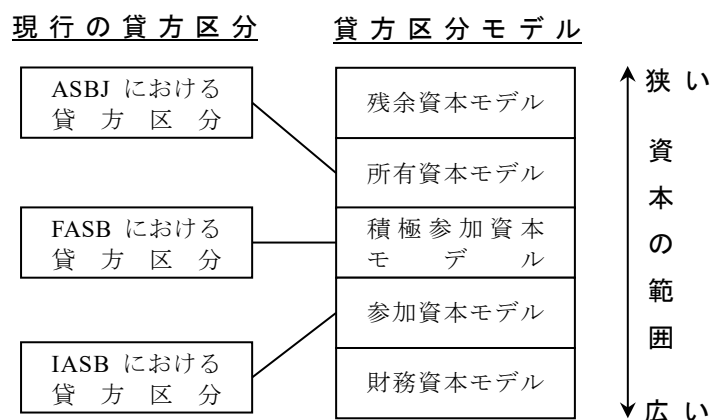 現行の貸方区分
貸方区分モデル
ASBJ における
貸方区分
FASB における
貸方区分
IASB における
貸方区分
残余資本モデル
所有資本モデル
積極参加資本
モデル
参加資本モデル
財務資本モデル
狭い
資本の範囲
広い